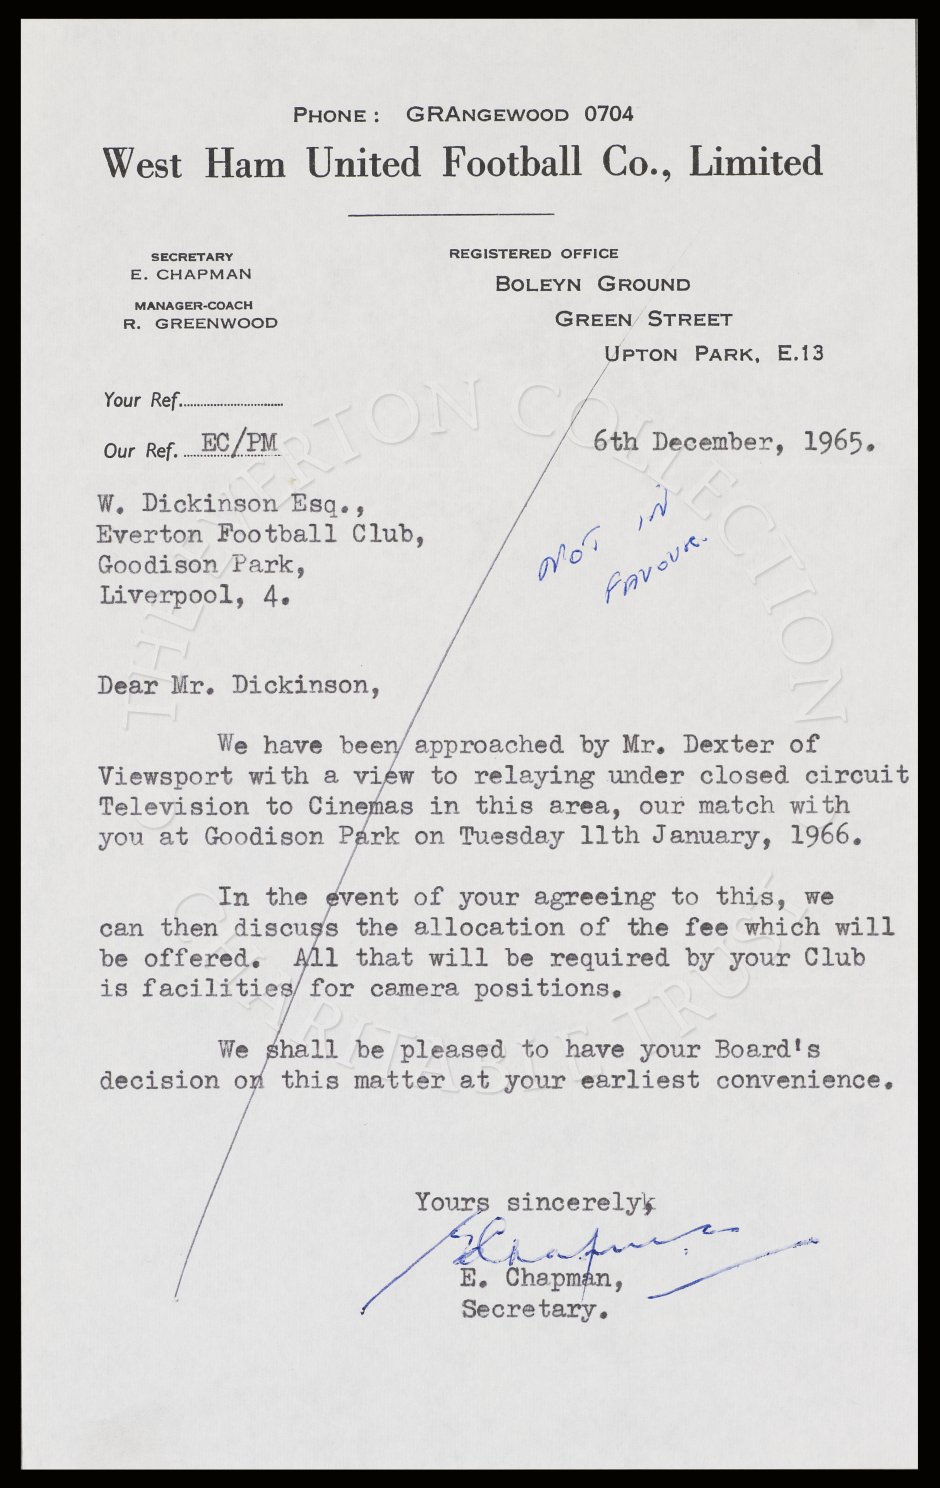 PHONE : GRANGEWOOD 0704
West Ham United Football Co., Limited
SECRETARY
E. CHAPMAN
MANAGER-COACH
R. GREENWOOD
REGISTERED OFFICE
BOLEYN GROUND
GREEN STREET
UPTON PARK, E.13
Your Ref..............................
Our Ref. ....EC/PM
6th December, 1965.
W. Dickinson Esq.,
Everton Football Club,
Goodison Park,
Liverpool, 4.
NOT IN
FAVOUR.
Dear Mr. Dickinson,
We have been approached by Mr. Dexter of
Viewsport with a view to relaying under closed circuit
Television to Cinemas in this area, our match with
you at Goodison Park on Tuesday 11th January, 1966.
In the event of your agreeing to this, we
can then discuss the allocation of the fee which will
be offered. All that will be required by your Club
is facilities for camera positions.
We shall be pleased to have your Board's
decision on this matter at your earliest convenience.
Yours sincerely,
EChapman
E. Chapman,
Secretary.
THE EVERTON COLLECTION
CHARITABLE TRUST